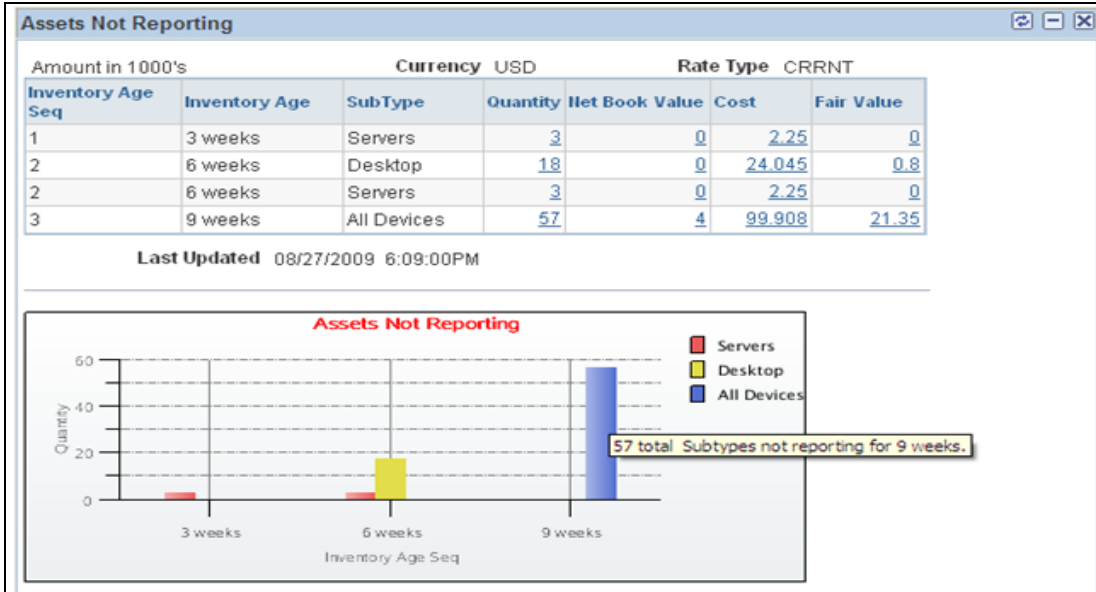 Assets Not Reporting
Amount in 1000's Currency USD Rate Type CRRNT
Inventory Age Seq Inventory Age SubType Quantity Net Book Value Cost Fair Value
1 3 weeks Servers 3 0 2.25 0
2 6 weeks Desktop 18 0 24.045 0.8
2 6 weeks Servers 3 0 2.25 0
3 9 weeks All Devices 57 4 99.908 21.35
Last Updated 08/27/2009 6:09:00PM
Assets Not Reporting
Servers
Desktop
All Devices
60
40
20
0
Quantity
57 total Subtypes not reporting for 9 weeks.
3 weeks 6 weeks 9 weeks
Inventory Age Seq